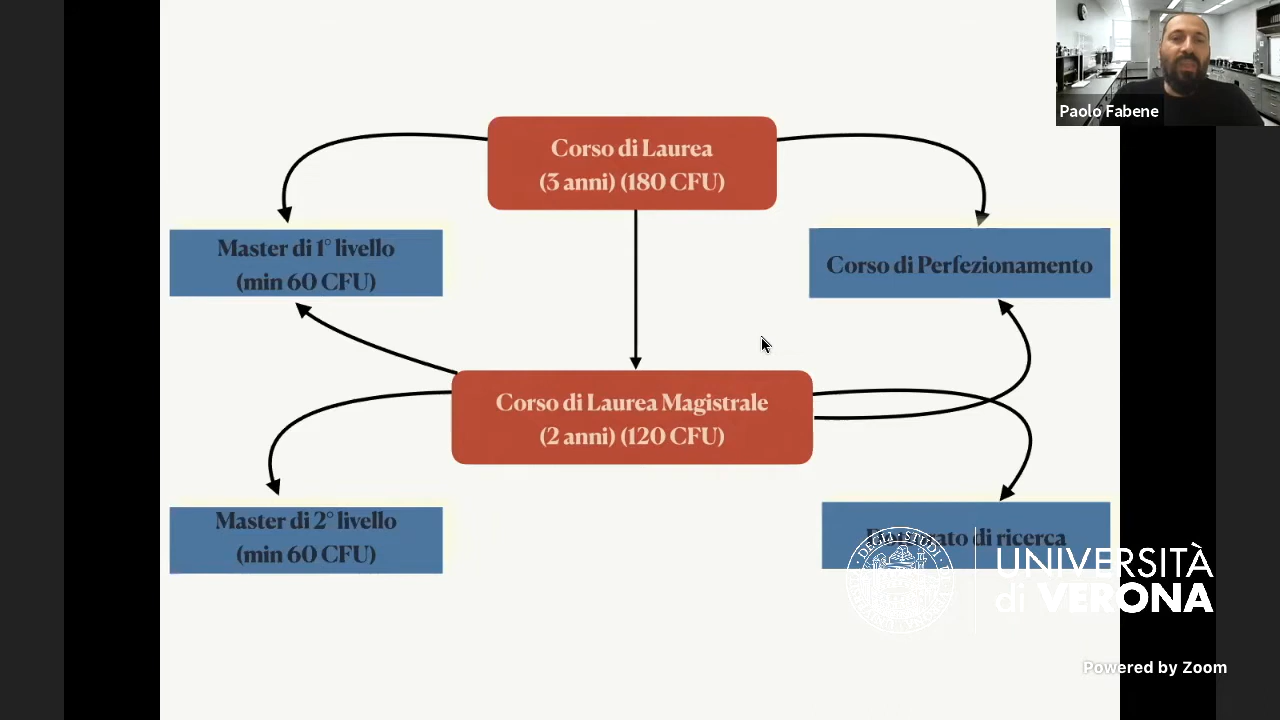 Paolo Fabene
Corso di Laurea
(3 anni) (180 CFU)
Master di 1° livello
(min 60 CFU)
Corso di Perfezionamento
Corso di Laurea Magistrale
(2 anni) (120 CFU)
Master di 2° livello
(min 60 CFU)
di ricerca
UNIVERSITÀ
di VERONA
Powered by Zoom